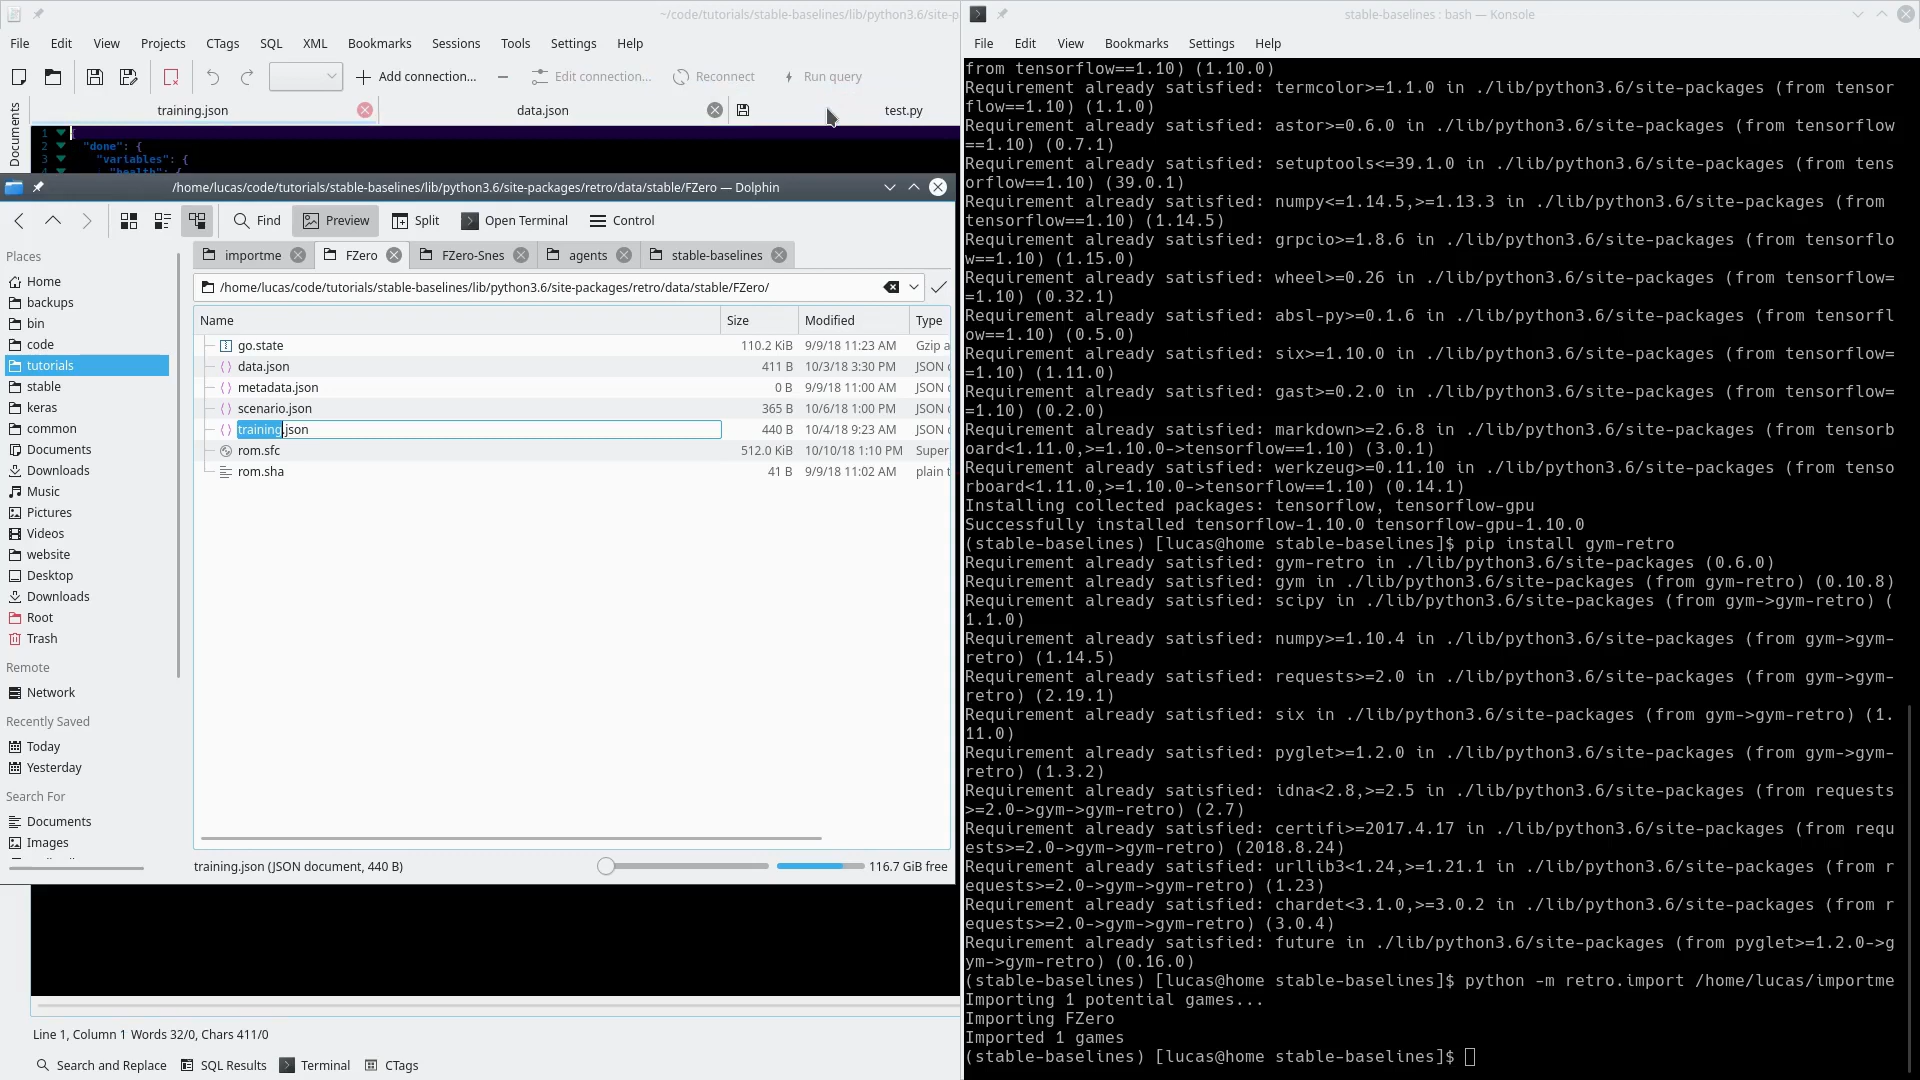 ~/code/tutorials/stable-baselines/lib/python3.6/site-p
File Edit View Projects CTags SQL XML Bookmarks Sessions Tools Settings Help
Add connection... Edit connection... Reconnect Run query
training.json data.json test.py
Documents
1 {
2 "done": {
3 "variables": {
4 "health": {
/home/lucas/code/tutorials/stable-baselines/lib/python3.6/site-packages/retro/data/stable/FZero — Dolphin
Find Preview Split Open Terminal Control
Places
Home
backups
bin
code
tutorials
stable
keras
common
Documents
Downloads
Music
Pictures
Videos
website
Desktop
Downloads
Root
Trash
Remote
Network
Recently Saved
Today
Yesterday
Search For
Documents
Images
importme FZero FZero-Snes agents stable-baselines
/home/lucas/code/tutorials/stable-baselines/lib/python3.6/site-packages/retro/data/stable/FZero/
Name Size Modified Type
go.state 110.2 KiB 9/9/18 11:23 AM Gzip a
data.json 411 B 10/3/18 3:30 PM JSON
metadata.json 0 B 9/9/18 11:00 AM JSON
scenario.json 365 B 10/6/18 1:00 PM JSON
training.json 440 B 10/4/18 9:23 AM JSON
rom.sfc 512.0 KiB 10/10/18 1:10 PM Super
rom.sha 41 B 9/9/18 11:02 AM plain t
training.json (JSON document, 440 B) 116.7 GiB free
Line 1, Column 1 Words 32/0, Chars 411/0
Search and Replace SQL Results Terminal CTags
stable-baselines : bash — Konsole
File Edit View Bookmarks Settings Help
from tensorflow==1.10) (1.10.0)
Requirement already satisfied: termcolor>=1.1.0 in ./lib/python3.6/site-packages (from tensor
flow==1.10) (1.1.0)
Requirement already satisfied: astor>=0.6.0 in ./lib/python3.6/site-packages (from tensorflow
==1.10) (0.7.1)
Requirement already satisfied: setuptools<=39.1.0 in ./lib/python3.6/site-packages (from tens
orflow==1.10) (39.0.1)
Requirement already satisfied: numpy<=1.14.5,>=1.13.3 in ./lib/python3.6/site-packages (from
tensorflow==1.10) (1.14.5)
Requirement already satisfied: grpcio>=1.8.6 in ./lib/python3.6/site-packages (from tensorflo
w==1.10) (1.15.0)
Requirement already satisfied: wheel>=0.26 in ./lib/python3.6/site-packages (from tensorflow=
=1.10) (0.32.1)
Requirement already satisfied: absl-py>=0.1.6 in ./lib/python3.6/site-packages (from tensorfl
ow==1.10) (0.5.0)
Requirement already satisfied: six>=1.10.0 in ./lib/python3.6/site-packages (from tensorflow=
=1.10) (1.11.0)
Requirement already satisfied: gast>=0.2.0 in ./lib/python3.6/site-packages (from tensorflow=
=1.10) (0.2.0)
Requirement already satisfied: markdown>=2.6.8 in ./lib/python3.6/site-packages (from tensorb
oard<1.11.0,>=1.10.0->tensorflow==1.10) (3.0.1)
Requirement already satisfied: werkzeug>=0.11.10 in ./lib/python3.6/site-packages (from tenso
rboard<1.11.0,>=1.10.0->tensorflow==1.10) (0.14.1)
Installing collected packages: tensorflow, tensorflow-gpu
Successfully installed tensorflow-1.10.0 tensorflow-gpu-1.10.0
(stable-baselines) [lucas@home stable-baselines]$ pip install gym-retro
Requirement already satisfied: gym-retro in ./lib/python3.6/site-packages (0.6.0)
Requirement already satisfied: gym in ./lib/python3.6/site-packages (from gym-retro) (0.10.8)
Requirement already satisfied: scipy in ./lib/python3.6/site-packages (from gym->gym-retro) (
1.1.0)
Requirement already satisfied: numpy>=1.10.4 in ./lib/python3.6/site-packages (from gym->gym-
retro) (1.14.5)
Requirement already satisfied: requests>=2.0 in ./lib/python3.6/site-packages (from gym->gym-
retro) (2.19.1)
Requirement already satisfied: six in ./lib/python3.6/site-packages (from gym->gym-retro) (1.
11.0)
Requirement already satisfied: pyglet>=1.2.0 in ./lib/python3.6/site-packages (from gym->gym-
retro) (1.3.2)
Requirement already satisfied: idna<2.8,>=2.5 in ./lib/python3.6/site-packages (from requests
>=2.0->gym->gym-retro) (2.7)
Requirement already satisfied: certifi>=2017.4.17 in ./lib/python3.6/site-packages (from requ
ests>=2.0->gym->gym-retro) (2018.8.24)
Requirement already satisfied: urllib3<1.24,>=1.21.1 in ./lib/python3.6/site-packages (from r
equests>=2.0->gym->gym-retro) (1.23)
Requirement already satisfied: chardet<3.1.0,>=3.0.2 in ./lib/python3.6/site-packages (from r
equests>=2.0->gym->gym-retro) (3.0.4)
Requirement already satisfied: future in ./lib/python3.6/site-packages (from pyglet>=1.2.0->g
ym->gym-retro) (0.16.0)
(stable-baselines) [lucas@home stable-baselines]$ python -m retro.import /home/lucas/importme
Importing 1 potential games...
Importing FZero
Imported 1 games
(stable-baselines) [lucas@home stable-baselines]$